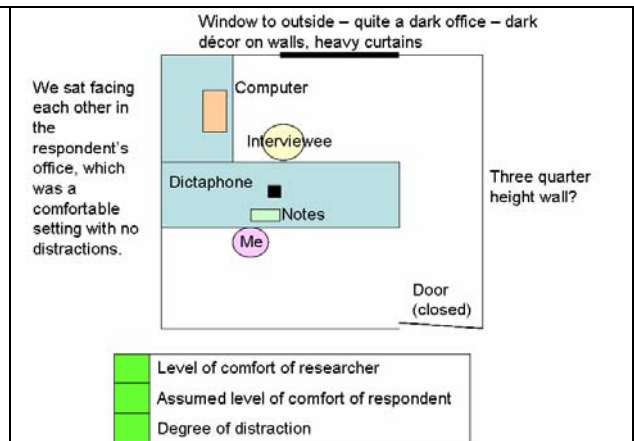 Window to outside – quite a dark office – dark
décor on walls, heavy curtains
We sat facing
each other in
the
respondent's
office, which
was a
comfortable
setting with no
distractions.
Computer
Interviewee
Dictaphone
Notes
Me
Three quarter
height wall?
Door
(closed)
Level of comfort of researcher
Assumed level of comfort of respondent
Degree of distraction